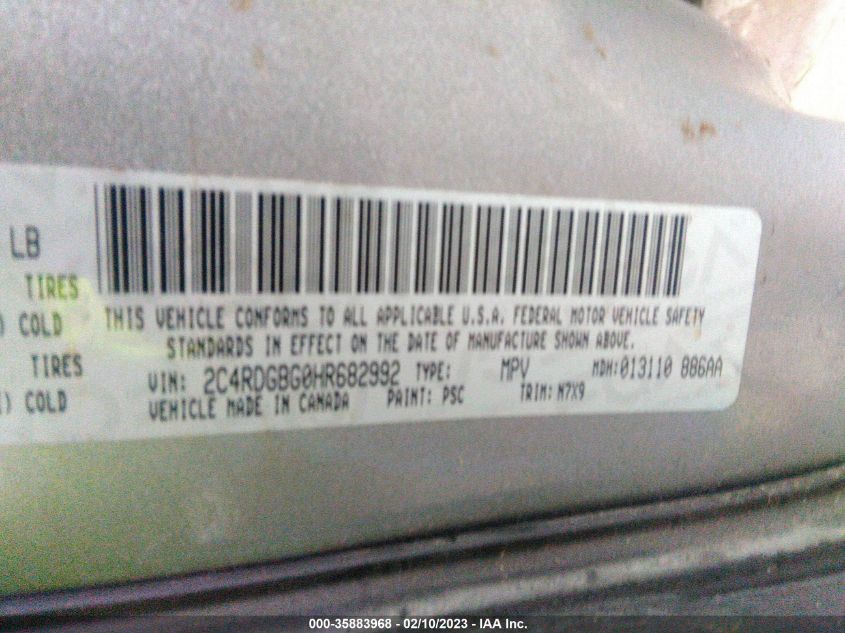 LB
TIRES
) COLD
TIRES
) COLD
THIS VEHICLE CONFORMS TO ALL APPLICABLE U.S.A. FEDERAL MOTOR VEHICLE SAFETY
STANDARDS IN EFFECT ON THE DATE OF MANUFACTURE SHOWN ABOVE.
VIN: 2C4RDGBG0HR682992 TYPE: MPV MDH:013110 886AA
VEHICLE MADE IN CANADA PAINT: PSC TRIM: M7X9
000-35883968 — 02/10/2023 - IAA Inc.